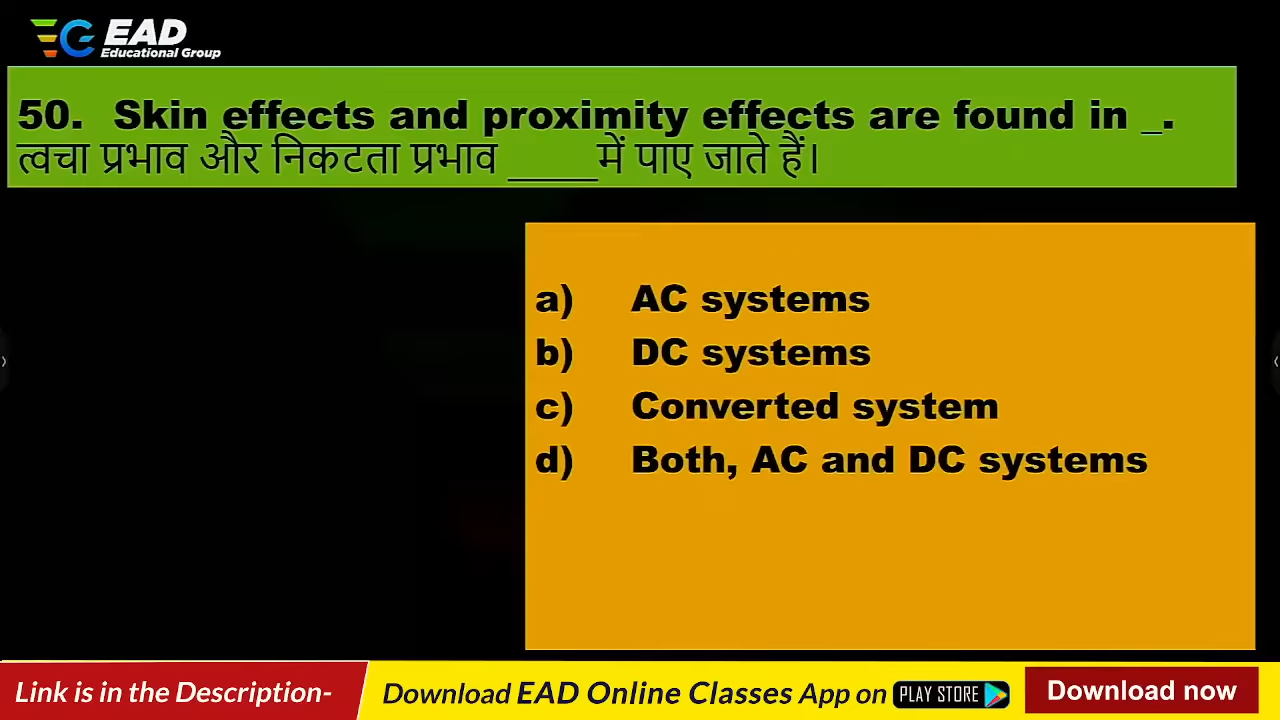 EAD
Educational Group
50. Skin effects and proximity effects are found in _.
त्वचा प्रभाव और निकटता प्रभाव _____में पाए जाते हैं।
a) AC systems
b) DC systems
c) Converted system
d) Both, AC and DC systems
Link is in the Description-
Download EAD Online Classes App on PLAY STORE
Download now